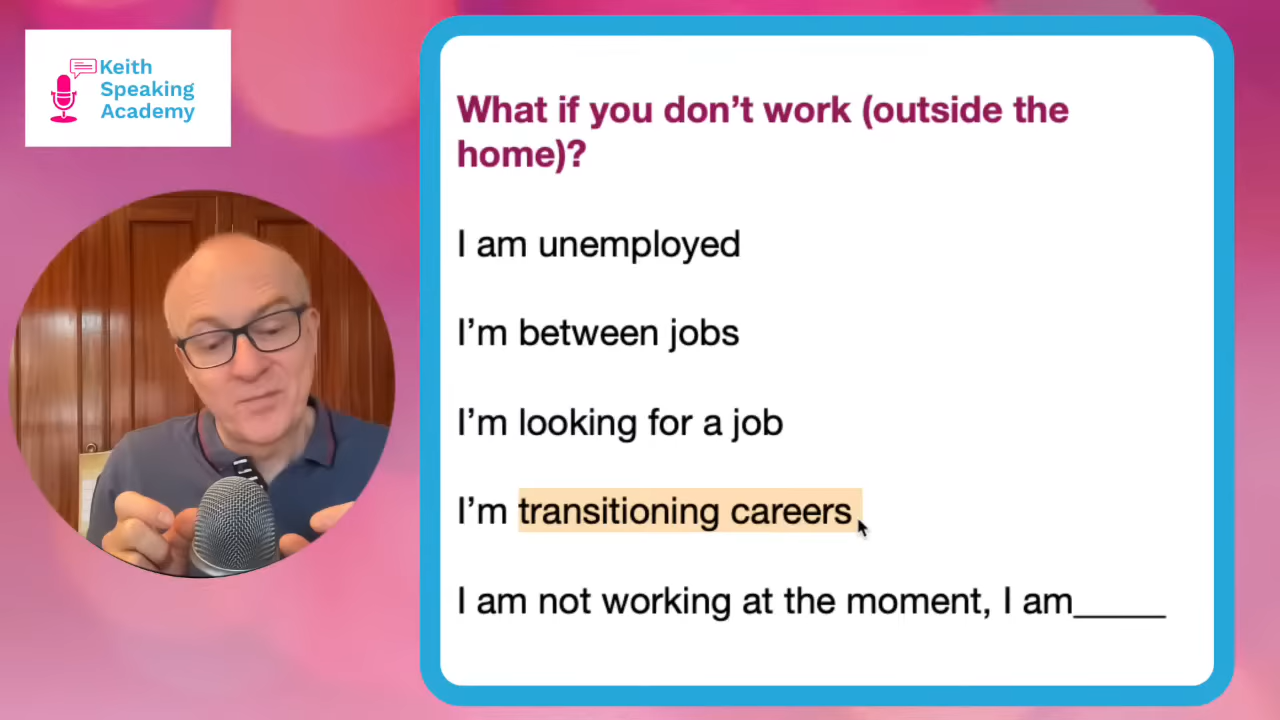 Keith
Speaking
Academy
What if you don’t work (outside the
home)?
I am unemployed
I’m between jobs
I’m looking for a job
I’m transitioning careers
I am not working at the moment, I am_____